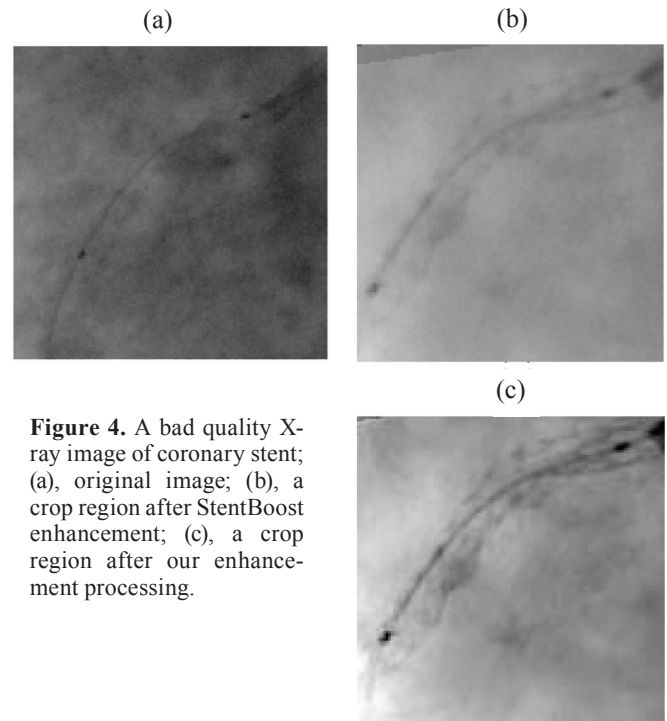 (a)
(b)
(c)
Figure 4. A bad quality X-
ray image of coronary stent;
(a), original image; (b), a
crop region after StentBoost
enhancement; (c), a crop
region after our enhance-
ment processing.